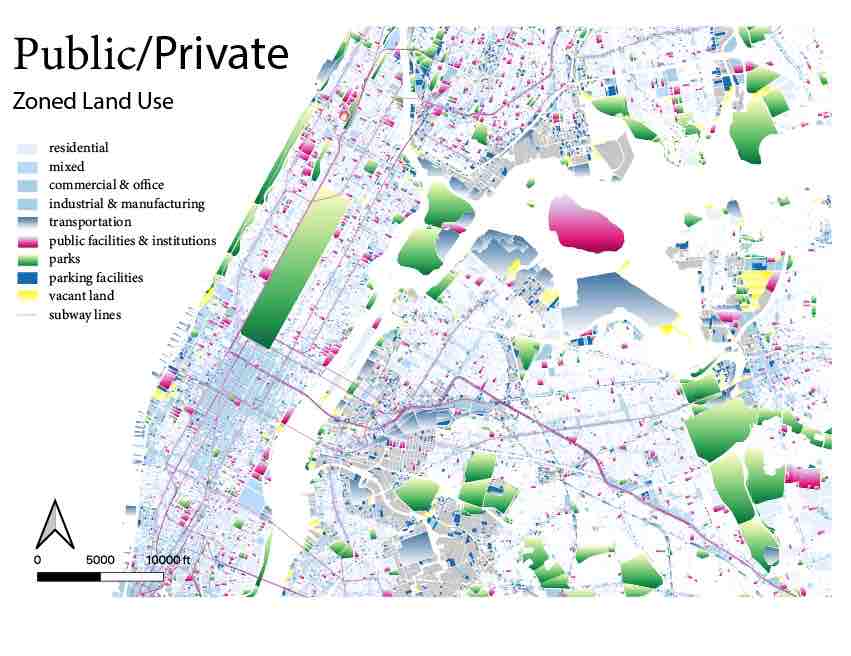 Public/Private
Zoned Land Use
residential
mixed
commercial & office
industrial & manufacturing
transportation
public facilities & institutions
parks
parking facilities
vacant land
subway lines
0 5000 10000 ft